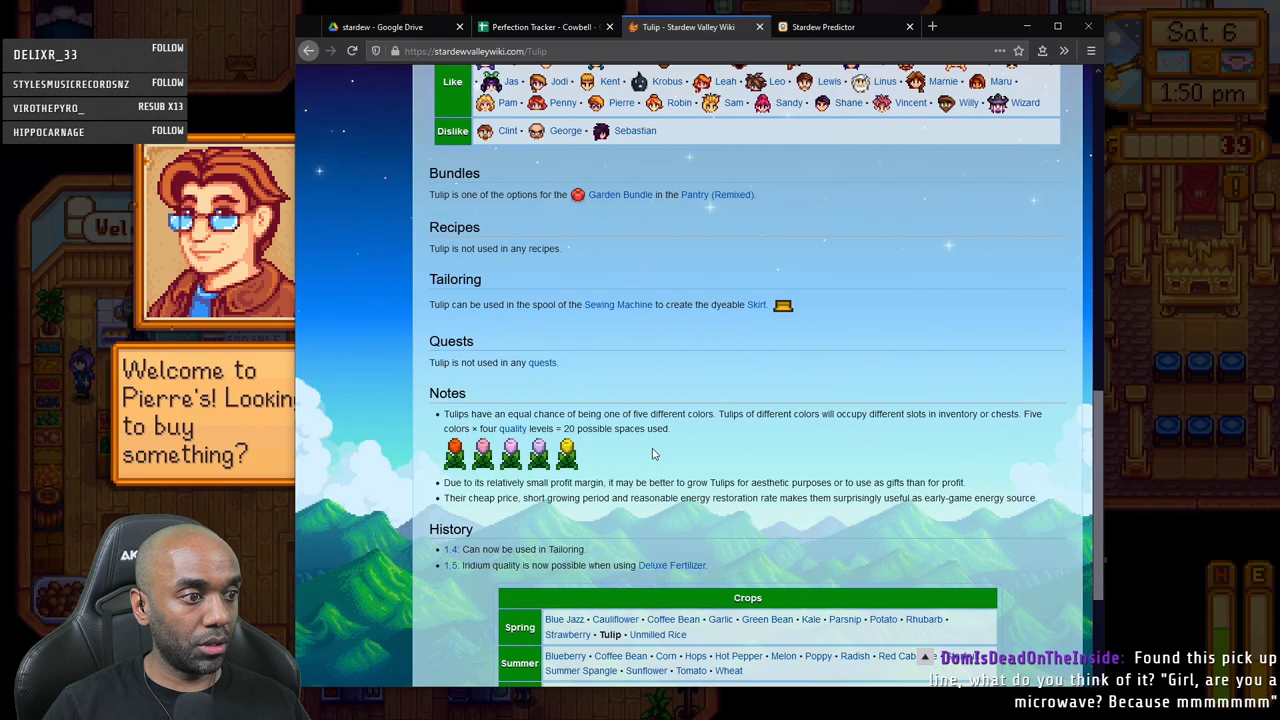 stardew - Google Drive
Perfection Tracker - Cowbell -
Tulip - Stardew Valley Wiki
Stardew Predictor
https://stardewvalleywiki.com/Tulip
DELIXR_33 FOLLOW
STYLESMUSICRECORDSNZ FOLLOW
VIROTHEPYRO_ RESUB X13
HIPPOCARNAGE FOLLOW
Sat. 6
1:50 pm
39
Like
• Jas • Jodi • Kent • Krobus • Leah • Leo • Lewis • Linus • Marnie • Maru •
Pam • Penny • Pierre • Robin • Sam • Sandy • Shane • Vincent • Willy • Wizard
Dislike
Clint • George • Sebastian
Bundles
Tulip is one of the options for the Garden Bundle in the Pantry (Remixed).
Recipes
Tulip is not used in any recipes.
Tailoring
Tulip can be used in the spool of the Sewing Machine to create the dyeable Skirt.
Quests
Tulip is not used in any quests.
Notes
• Tulips have an equal chance of being one of five different colors. Tulips of different colors will occupy different slots in inventory or chests. Five
colors × four quality levels = 20 possible spaces used.
• Due to its relatively small profit margin, it may be better to grow Tulips for aesthetic purposes or to use as gifts than for profit.
• Their cheap price, short growing period and reasonable energy restoration rate makes them surprisingly useful as early-game energy source.
History
• 1.4: Can now be used in Tailoring.
• 1.5: Iridium quality is now possible when using Deluxe Fertilizer.
Crops
Spring
Blue Jazz • Cauliflower • Coffee Bean • Garlic • Green Bean • Kale • Parsnip • Potato • Rhubarb •
Strawberry • Tulip • Unmilled Rice
Summer
Blueberry • Coffee Bean • Corn • Hops • Hot Pepper • Melon • Poppy • Radish • Red Cab
Summer Spangle • Sunflower • Tomato • Wheat
Wel
Welcome to
Pierre's! Lookin
to buy
something?
AK
H E
DomIsDeadOnTheInside: Found this pick up
line, what do you think of it? "Girl, are you a
microwave? Because mmmmmmm"